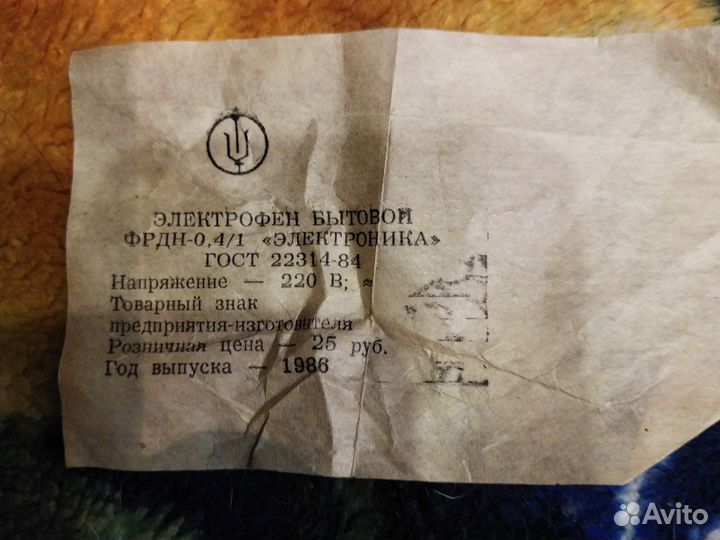 ЭЛЕКТРОФЕН БЫТОВОЙ
ФРДН-0,4/1 «ЭЛЕКТРОНИКА»
ГОСТ 22314-84
Напряжение — 220 В; ≈
Товарный знак
предприятия-изготовителя
Розничная цена — 25 руб.
Год выпуска — 1986
Avito